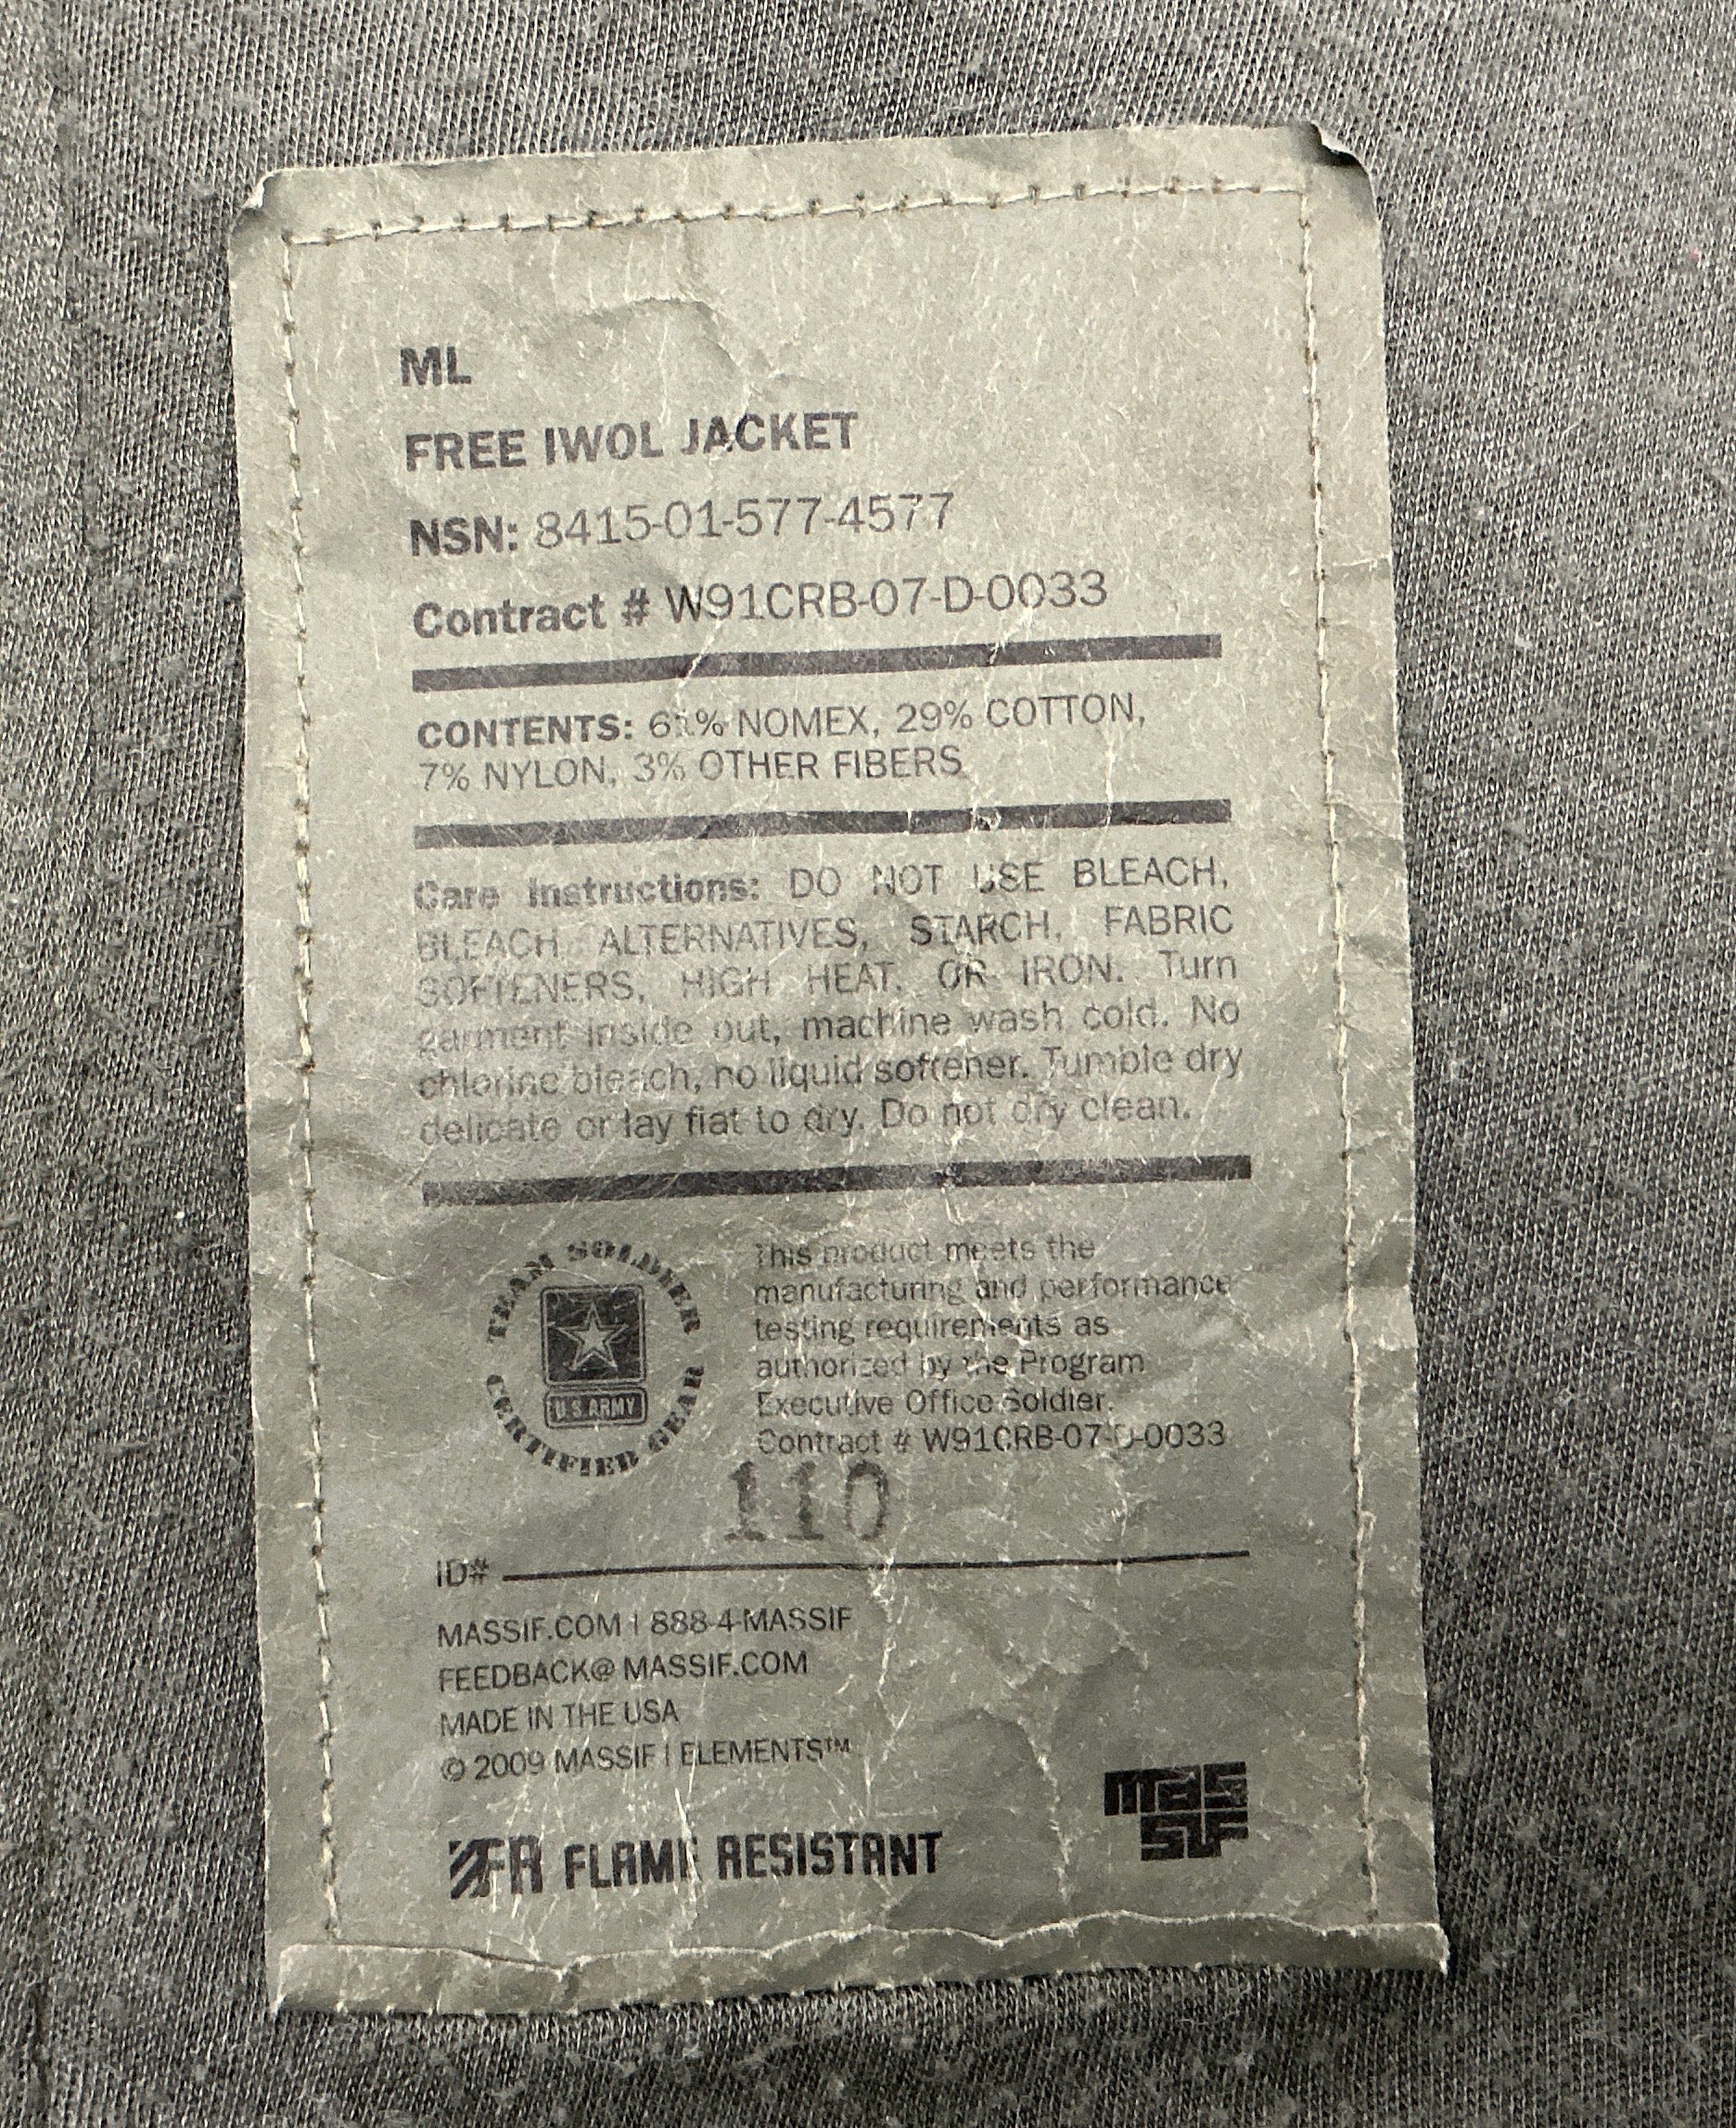 ML
FREE IWOL JACKET
NSN: 8415-01-577-4577
Contract # W91CRB-07-D-0033
CONTENTS: 61% NOMEX, 29% COTTON,
7% NYLON, 3% OTHER FIBERS
Care Instructions: DO NOT USE BLEACH,
BLEACH ALTERNATIVES, STARCH, FABRIC
SOFTENERS, HIGH HEAT, OR IRON. Turn
garment inside out, machine wash cold. No
chlorine bleach, no liquid softener. Tumble dry
delicate or lay flat to dry. Do not dry clean.
TEAM SOLDIER
U.S.ARMY
CERTIFIED GEAR
This product meets the
manufacturing and performance
testing requirements as
authorized by the Program
Executive Office Soldier.
Contract # W91CRB-07-D-0033
110
ID#
MASSIF.COM | 888-4-MASSIF
FEEDBACK@MASSIF.COM
MADE IN THE USA
© 2009 MASSIF | ELEMENTS™
FR FLAME RESISTANT
MASSIF